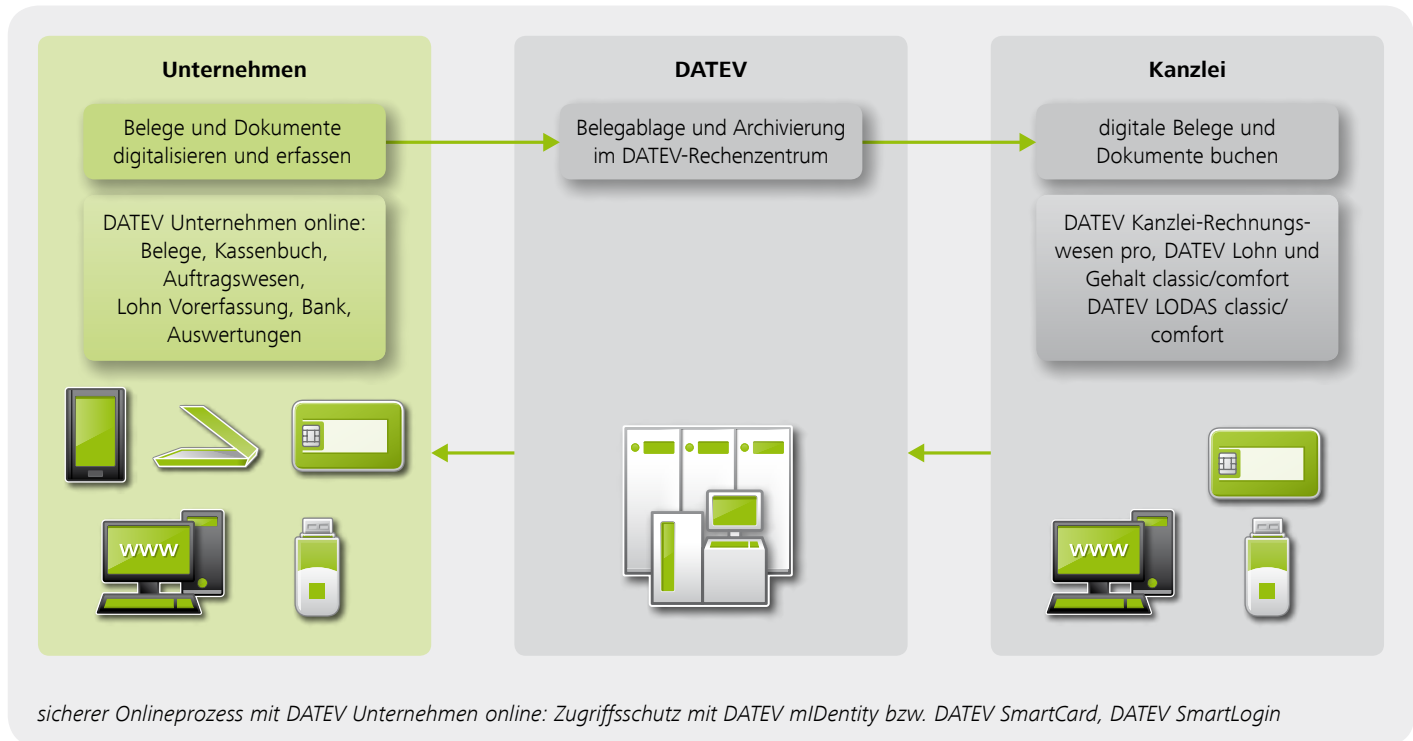 Unternehmen
Belege und Dokumente
digitalisieren und erfassen
DATEV Unternehmen online:
Belege, Kassenbuch,
Auftragswesen,
Lohn Vorerfassung, Bank,
Auswertungen
www
DATEV
Belegablage und Archivierung
im DATEV-Rechenzentrum
Kanzlei
digitale Belege und
Dokumente buchen
DATEV Kanzlei-Rechnungs-
wesen pro, DATEV Lohn und
Gehalt classic/comfort
DATEV LODAS classic/
comfort
www
sicherer Onlineprozess mit DATEV Unternehmen online: Zugriffsschutz mit DATEV mIDentity bzw. DATEV SmartCard, DATEV SmartLogin